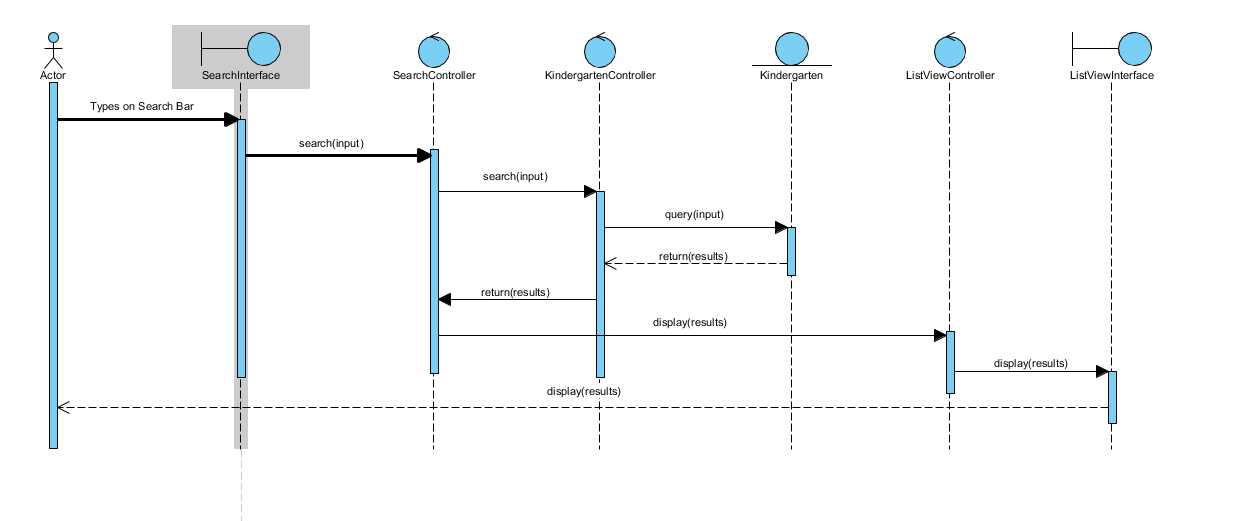 Actor
SearchInterface
SearchController
KindergartenController
Kindergarten
ListViewController
ListViewInterface
Types on Search Bar
search(input)
search(input)
query(input)
return(results)
return(results)
display(results)
display(results)
display(results)